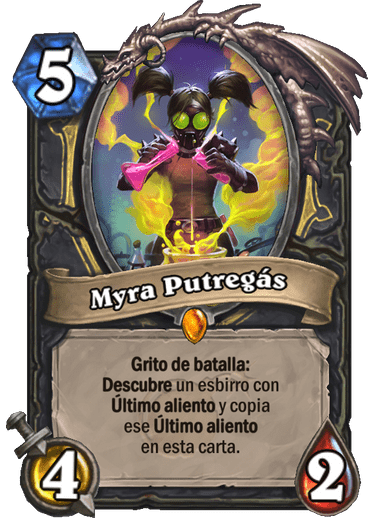 5
Myra Putregás
Grito de batalla:
Descubre un esbirro con
Último aliento y copia
ese Último aliento
en esta carta.
4
2